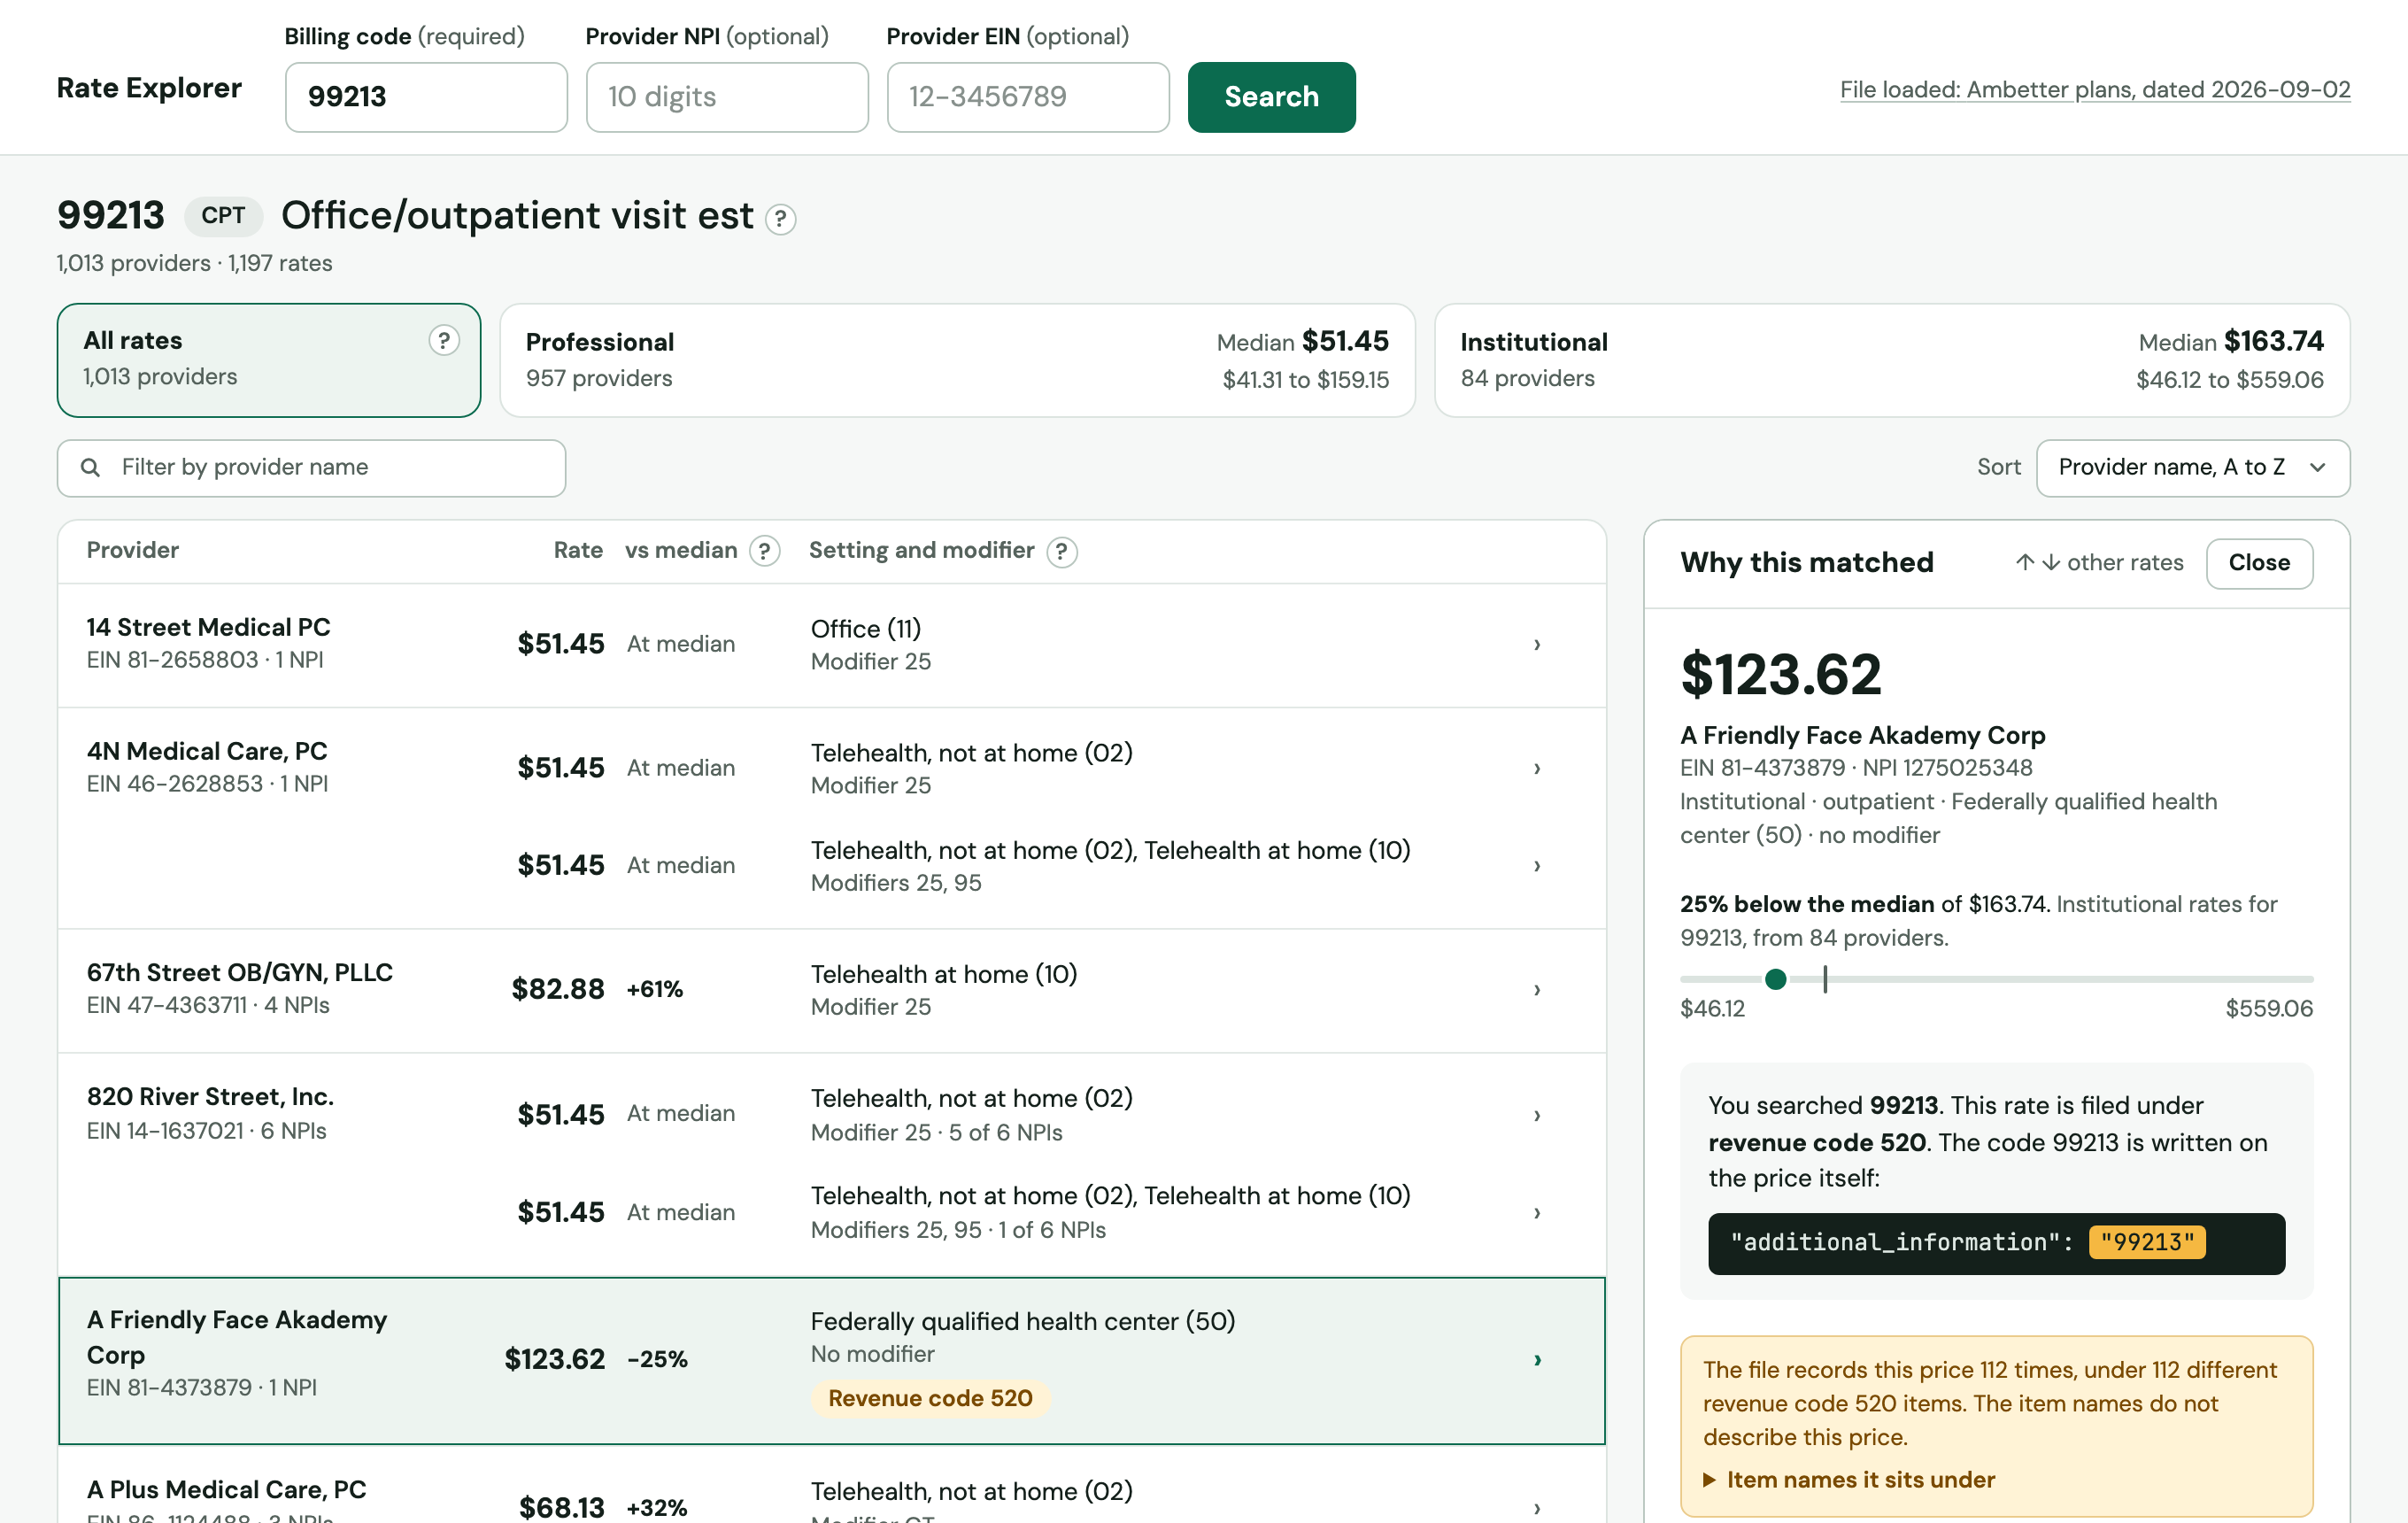 Rate Explorer
Billing code (required)
99213
Provider NPI (optional)
10 digits
Provider EIN (optional)
12-3456789
Search
File loaded: Ambetter plans, dated 2026-09-02
99213 CPT Office/outpatient visit est ?
1,013 providers · 1,197 rates
All rates ?
1,013 providers
Professional
957 providers
Median $51.45
$41.31 to $159.15
Institutional
84 providers
Median $163.74
$46.12 to $559.06
Filter by provider name
Sort Provider name, A to Z
Provider Rate vs median ? Setting and modifier ?
14 Street Medical PC
EIN 81-2658803 · 1 NPI
$51.45 At median
Office (11)
Modifier 25
4N Medical Care, PC
EIN 46-2628853 · 1 NPI
$51.45 At median
Telehealth, not at home (02)
Modifier 25
$51.45 At median
Telehealth, not at home (02), Telehealth at home (10)
Modifiers 25, 95
67th Street OB/GYN, PLLC
EIN 47-4363711 · 4 NPIs
$82.88 +61%
Telehealth at home (10)
Modifier 25
820 River Street, Inc.
EIN 14-1637021 · 6 NPIs
$51.45 At median
Telehealth, not at home (02)
Modifier 25 · 5 of 6 NPIs
$51.45 At median
Telehealth, not at home (02), Telehealth at home (10)
Modifiers 25, 95 · 1 of 6 NPIs
A Friendly Face Akademy
Corp
EIN 81-4373879 · 1 NPI
$123.62 -25%
Federally qualified health center (50)
No modifier
Revenue code 520
A Plus Medical Care, PC
EIN 86-1124488 · 3 NPIs
$68.13 +32%
Telehealth, not at home (02)
Modifier GT
Why this matched
↑ ↓ other rates
Close
$123.62
A Friendly Face Akademy Corp
EIN 81-4373879 · NPI 1275025348
Institutional · outpatient · Federally qualified health
center (50) · no modifier
25% below the median of $163.74. Institutional rates for
99213, from 84 providers.
$46.12 $559.06
You searched 99213. This rate is filed under
revenue code 520. The code 99213 is written on
the price itself:
"additional_information": "99213"
The file records this price 112 times, under 112 different
revenue code 520 items. The item names do not
describe this price.
▶ Item names it sits under